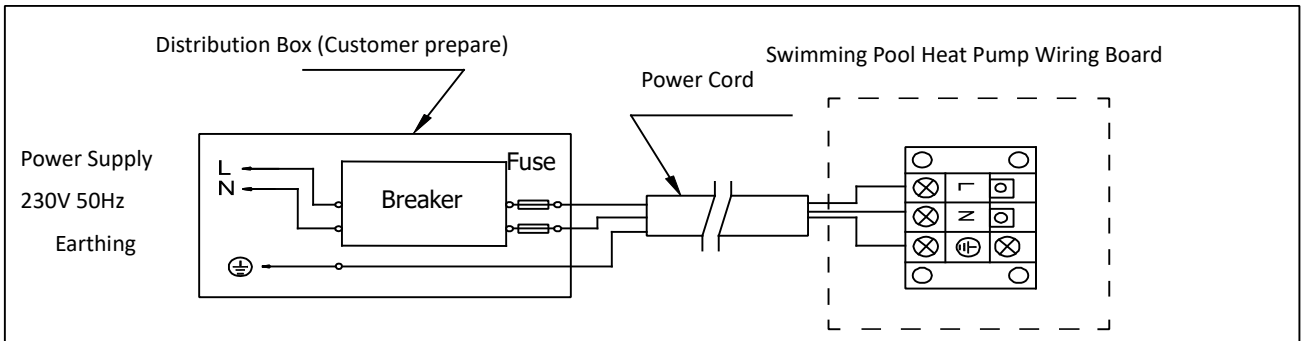 Distribution Box (Customer prepare)
Swimming Pool Heat Pump Wiring Board
Power Cord
Power Supply
230V 50Hz
Earthing
L
N
Breaker
Fuse
L
N